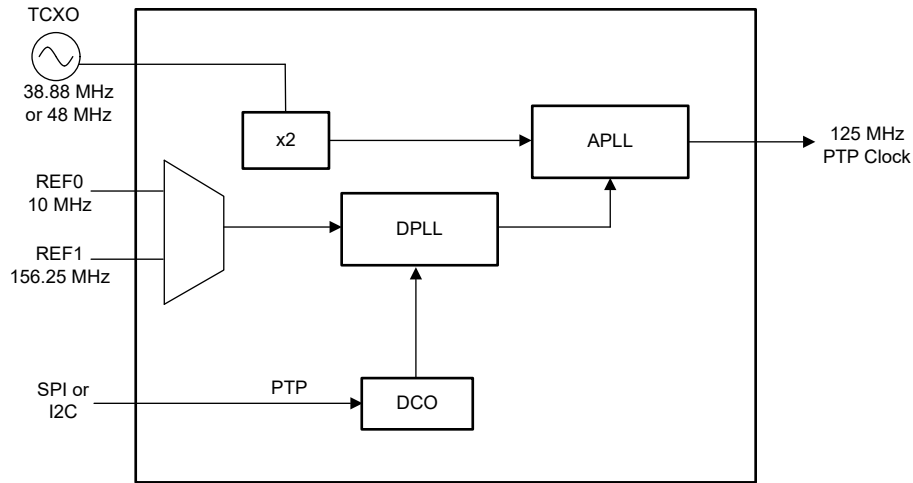 TCXO
38.88 MHz
or 48 MHz
x2
APLL
125 MHz
PTP Clock
REF0
10 MHz
DPLL
REF1
156.25 MHz
SPI or
I2C
PTP
DCO